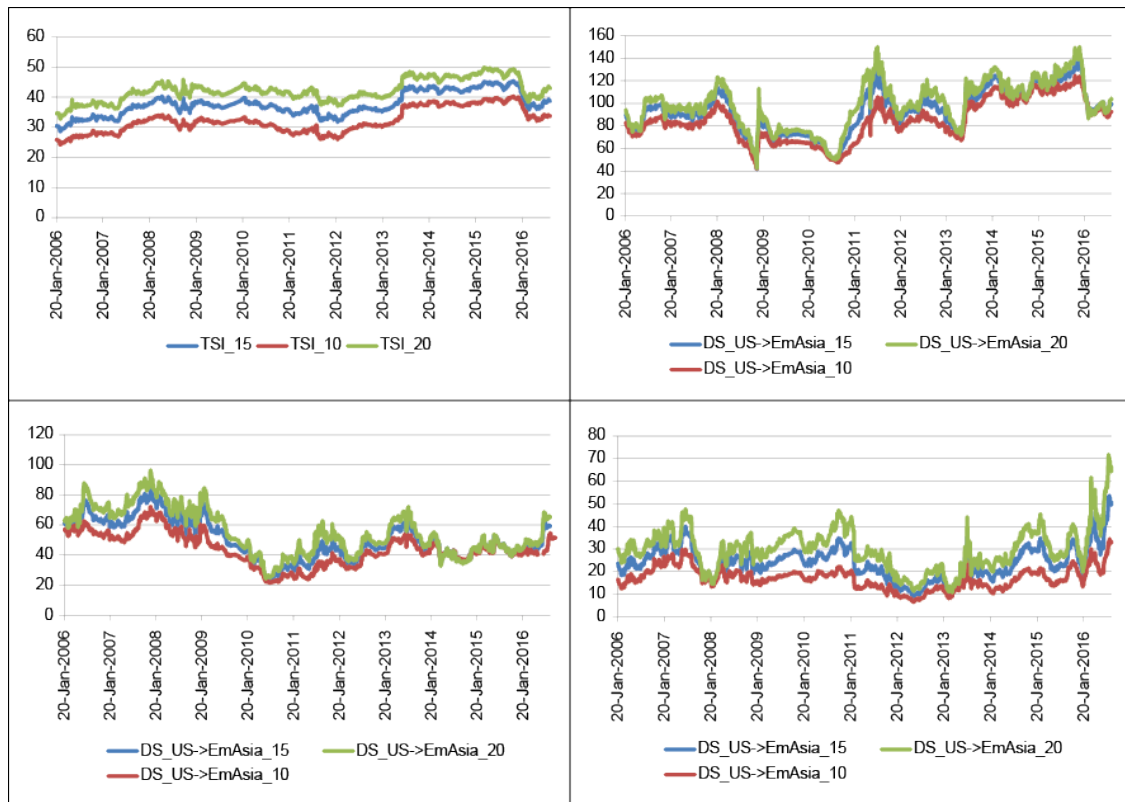 60
50
40
30
20
10
0
20-Jan-2006
20-Jan-2007
20-Jan-2008
20-Jan-2009
20-Jan-2010
20-Jan-2011
20-Jan-2012
20-Jan-2013
20-Jan-2014
20-Jan-2015
20-Jan-2016
TSI_15 TSI_10 TSI_20
160
140
120
100
80
60
40
20
0
20-Jan-2006
20-Jan-2007
20-Jan-2008
20-Jan-2009
20-Jan-2010
20-Jan-2011
20-Jan-2012
20-Jan-2013
20-Jan-2014
20-Jan-2015
20-Jan-2016
DS_US->EmAsia_15 DS_US->EmAsia_20
DS_US->EmAsia_10
120
100
80
60
40
20
0
20-Jan-2006
20-Jan-2007
20-Jan-2008
20-Jan-2009
20-Jan-2010
20-Jan-2011
20-Jan-2012
20-Jan-2013
20-Jan-2014
20-Jan-2015
20-Jan-2016
DS_US->EmAsia_15 DS_US->EmAsia_20
DS_US->EmAsia_10
80
70
60
50
40
30
20
10
0
20-Jan-2006
20-Jan-2007
20-Jan-2008
20-Jan-2009
20-Jan-2010
20-Jan-2011
20-Jan-2012
20-Jan-2013
20-Jan-2014
20-Jan-2015
20-Jan-2016
DS_US->EmAsia_15 DS_US->EmAsia_20
DS_US->EmAsia_10